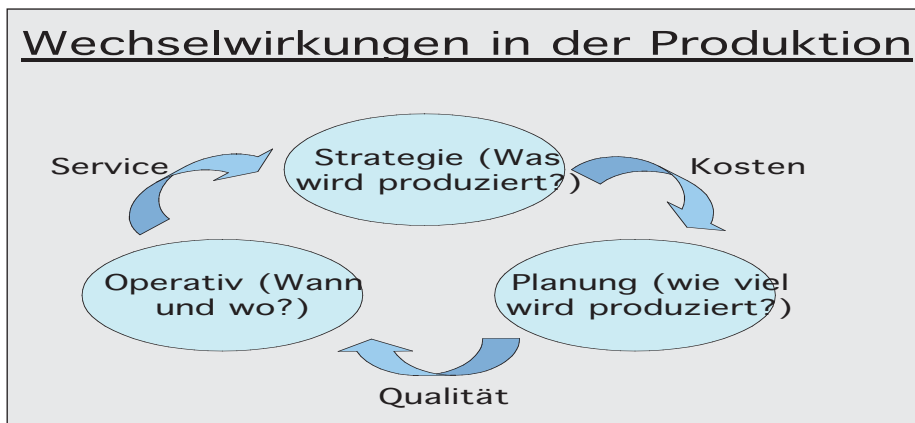 Wechselwirkungen in der Produktion
Service
Strategie (Was
wird produziert?)
Kosten
Operativ (Wann
und wo?)
Planung (wie viel
wird produziert?)
Qualität